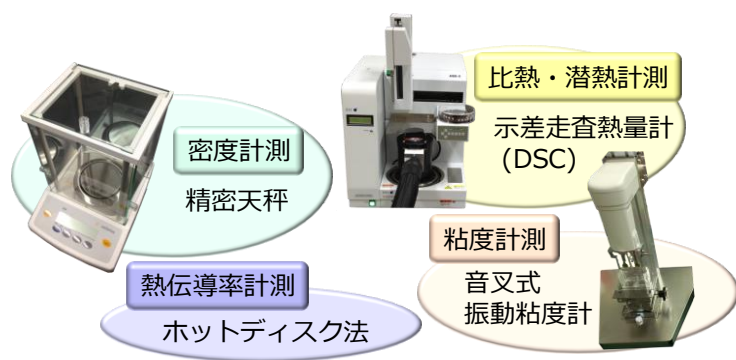 比熱・潜熱計測
示差走査熱量計
(DSC)
密度計測
精密天秤
粘度計測
音叉式
振動粘度計
熱伝導率計測
ホットディスク法